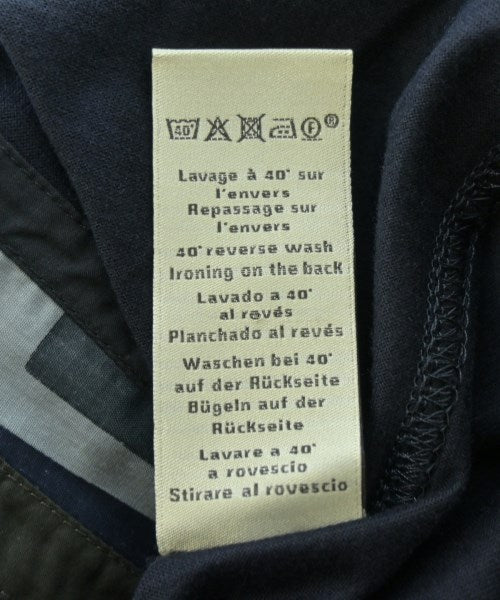 40° F ®
Lavage à 40° sur
l'envers
Repassage sur
l'envers
40° reverse wash
Ironing on the back
Lavado a 40°
al revés
Planchado al revés
Waschen bei 40°
auf der Rückseite
Bügeln auf der
Rückseite
Lavare a 40°
a rovescio
Stirare al rovescio